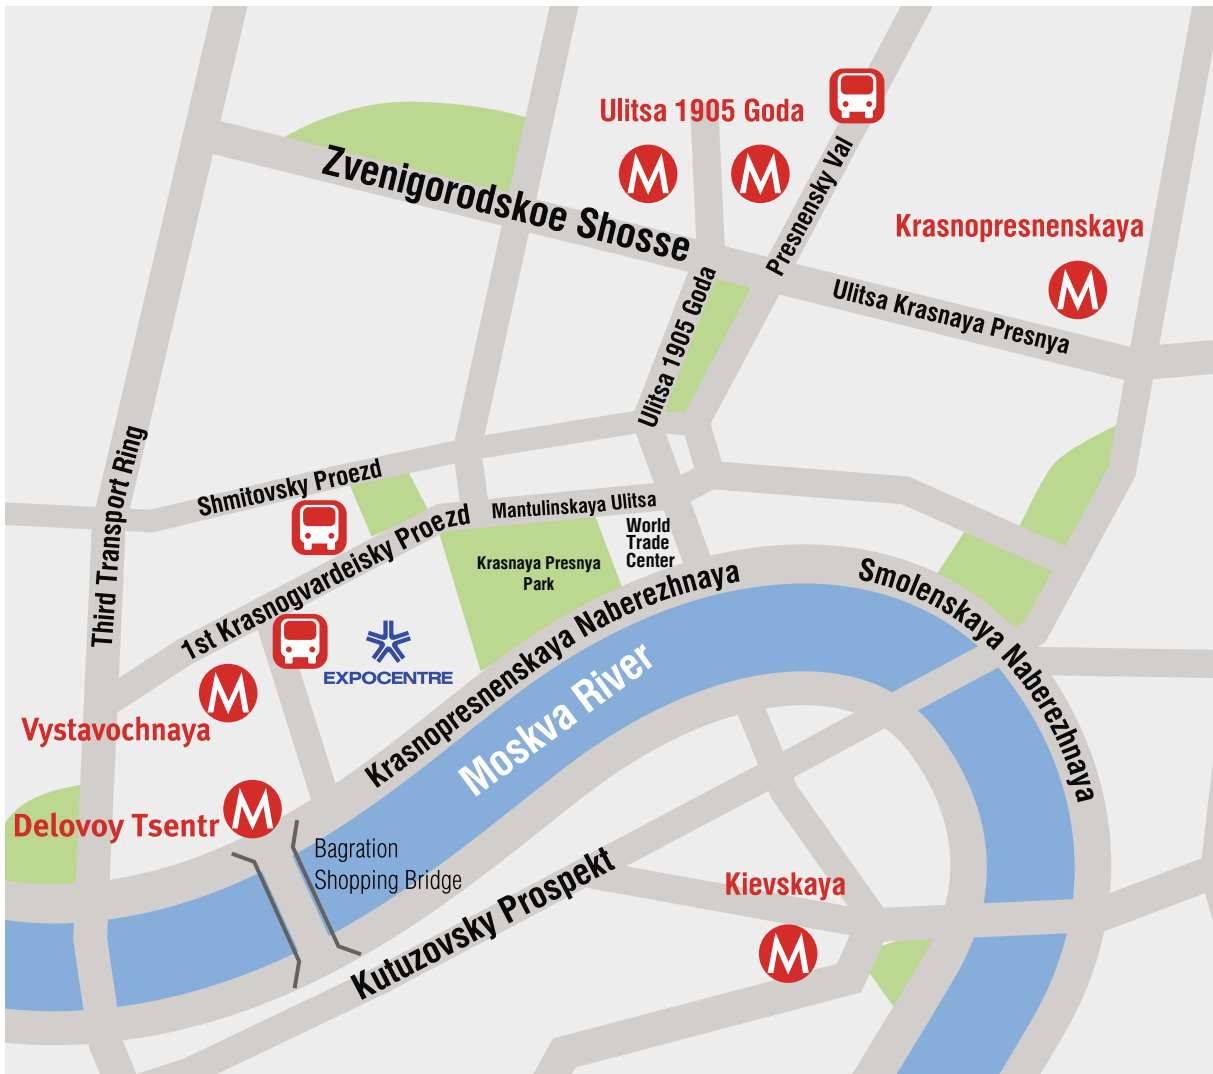 Ulitsa 1905 Goda
M
M
Zvenigorodskoe Shosse
Presnensky Val
Krasnopresnenskaya
M
Ulitsa 1905 Goda
Ulitsa Krasnaya Presnya
Third Transport Ring
Shmitovsky Proezd
1st Krasnogvardeisky Proezd
Mantulinskaya Ulitsa
World
Trade
Center
Krasnaya Presnya
Park
Krasnopresnenskaya Naberezhnaya
Smolenskaya Naberezhnaya
EXPOCENTRE
M
Vystavochnaya
Moskva River
M
Delovoy Tsentr
Bagration
Shopping Bridge
Kutuzovsky Prospekt
Kievskaya
M